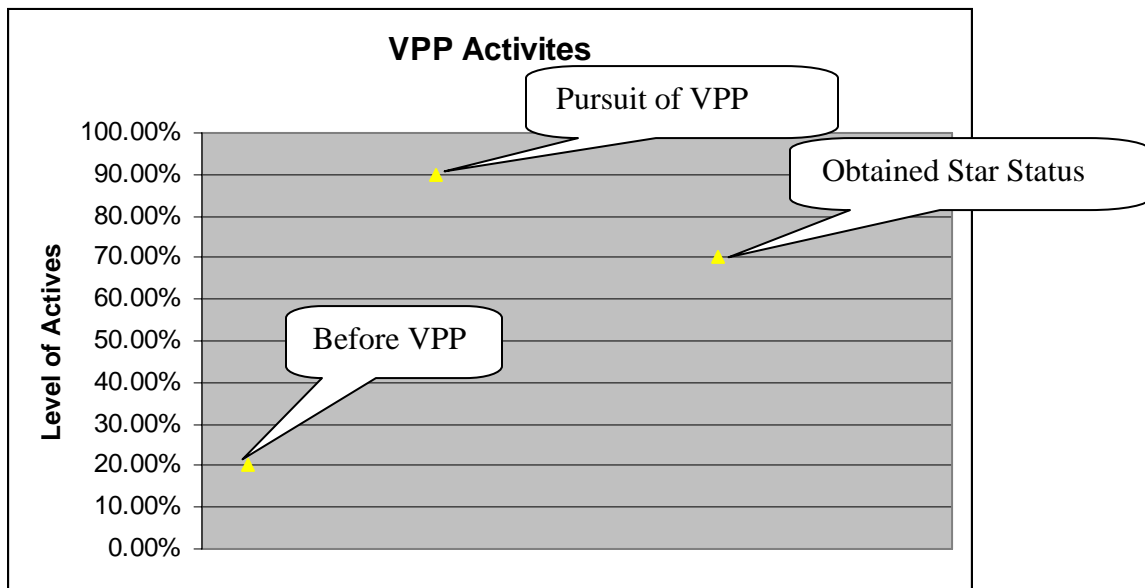 VPP Activites
Pursuit of VPP
Obtained Star Status
Before VPP
Level of Actives
100.00%
90.00%
80.00%
70.00%
60.00%
50.00%
40.00%
30.00%
20.00%
10.00%
0.00%